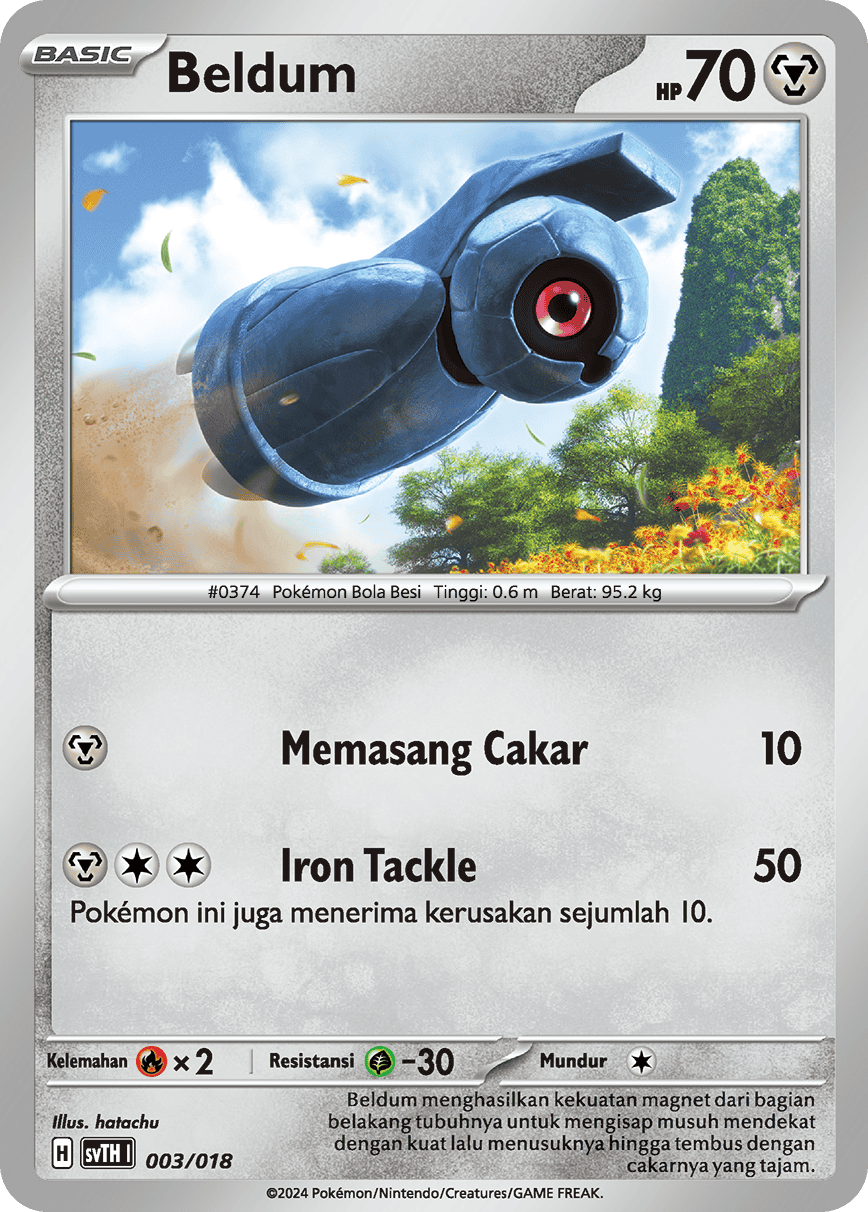 BASIC
Beldum
HP 70
#0374 Pokémon Bola Besi Tinggi: 0.6 m Berat: 95.2 kg
Memasang Cakar 10
Iron Tackle 50
Pokémon ini juga menerima kerusakan sejumlah 10.
Kelemahan ×2 Resistansi -30 Mundur
Beldum menghasilkan kekuatan magnet dari bagian
belakang tubuhnya untuk mengisap musuh mendekat
dengan kuat lalu menusuknya hingga tembus dengan
cakarnya yang tajam.
Illus. hatachu
H svTH I 003/018
©2024 Pokémon/Nintendo/Creatures/GAME FREAK.